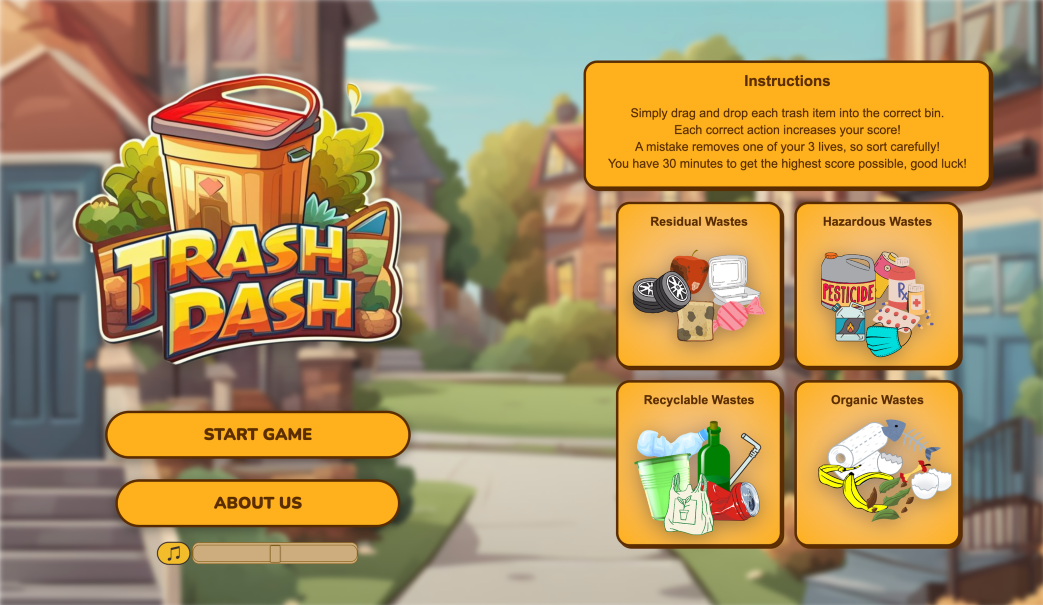 TRASH
DASH
START GAME
ABOUT US
Instructions
Simply drag and drop each trash item into the correct bin.
Each correct action increases your score!
A mistake removes one of your 3 lives, so sort carefully!
You have 30 minutes to get the highest score possible, good luck!
Residual Wastes
Hazardous Wastes
PESTICIDE
Rx
Recyclable Wastes
Organic Wastes